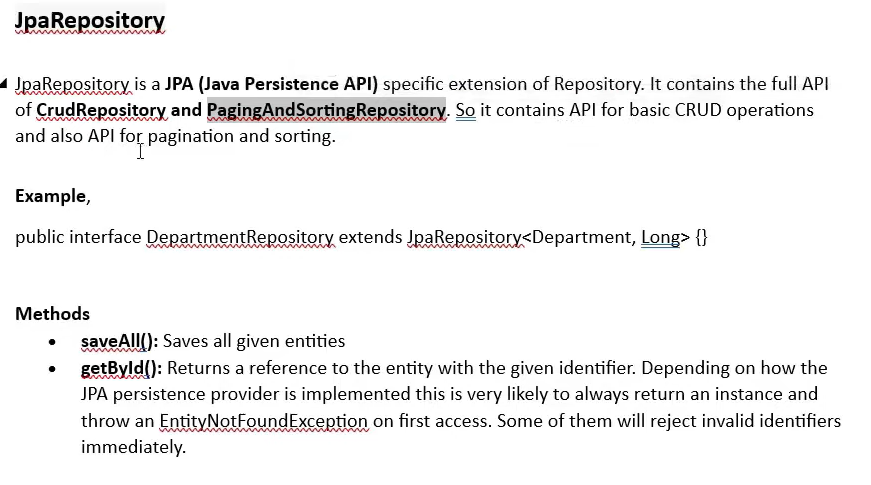 JpaRepository
JpaRepository is a JPA (Java Persistence API) specific extension of Repository. It contains the full API
of CrudRepository and PagingAndSortingRepository. So it contains API for basic CRUD operations
and also API for pagination and sorting.
Example,
public interface DepartmentRepository extends JpaRepository<Department, Long> {}
Methods
• saveAll(): Saves all given entities
• getById(): Returns a reference to the entity with the given identifier. Depending on how the
JPA persistence provider is implemented this is very likely to always return an instance and
throw an EntityNotFoundException on first access. Some of them will reject invalid identifiers
immediately.